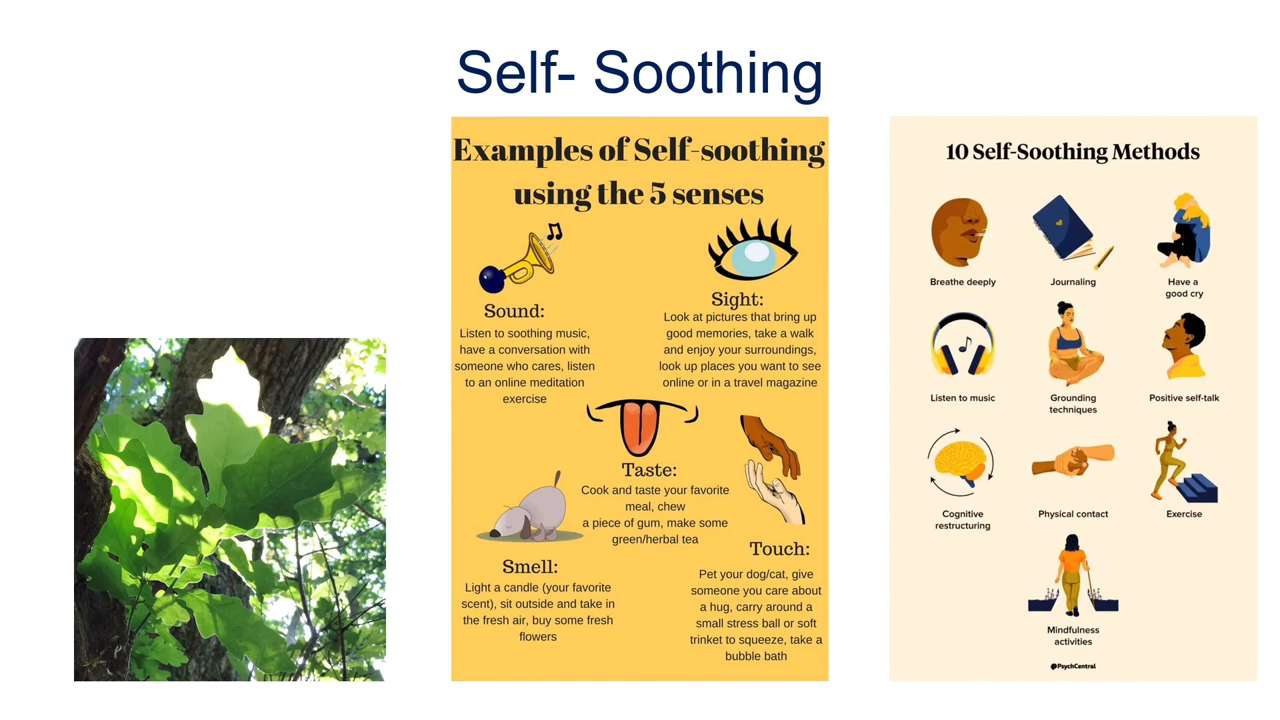 Self- Soothing
Examples of Self-soothing
using the 5 senses
Sound:
Listen to soothing music,
have a conversation with
someone who cares, listen
to an online meditation
exercise
Sight:
Look at pictures that bring up
good memories, take a walk
and enjoy your surroundings,
look up places you want to see
online or in a travel magazine
Taste:
Cook and taste your favorite
meal, chew
a piece of gum, make some
green/herbal tea
Smell:
Light a candle (your favorite
scent), sit outside and take in
the fresh air, buy some fresh
flowers
Touch:
Pet your dog/cat, give
someone you care about
a hug, carry around a
small stress ball or soft
trinket to squeeze, take a
bubble bath
10 Self-Soothing Methods
Breathe deeply
Journaling
Have a
good cry
Listen to music
Grounding
techniques
Positive self-talk
Cognitive
restructuring
Physical contact
Exercise
Mindfulness
activities
PsychCentral